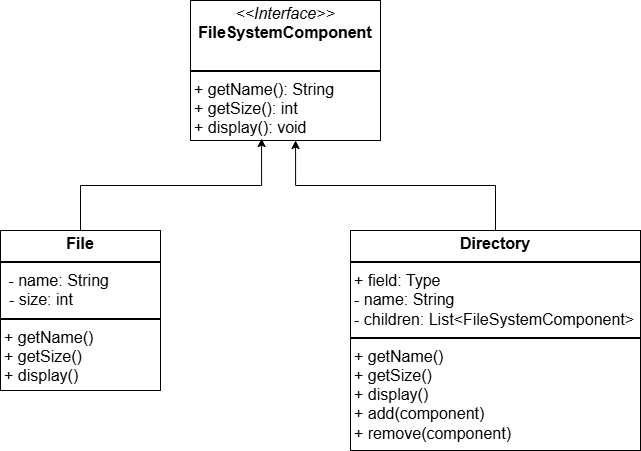 <<Interface>>
FileSystemComponent
+ getName(): String
+ getSize(): int
+ display(): void
File
- name: String
- size: int
+ getName()
+ getSize()
+ display()
Directory
+ field: Type
- name: String
- children: List<FileSystemComponent>
+ getName()
+ getSize()
+ display()
+ add(component)
+ remove(component)